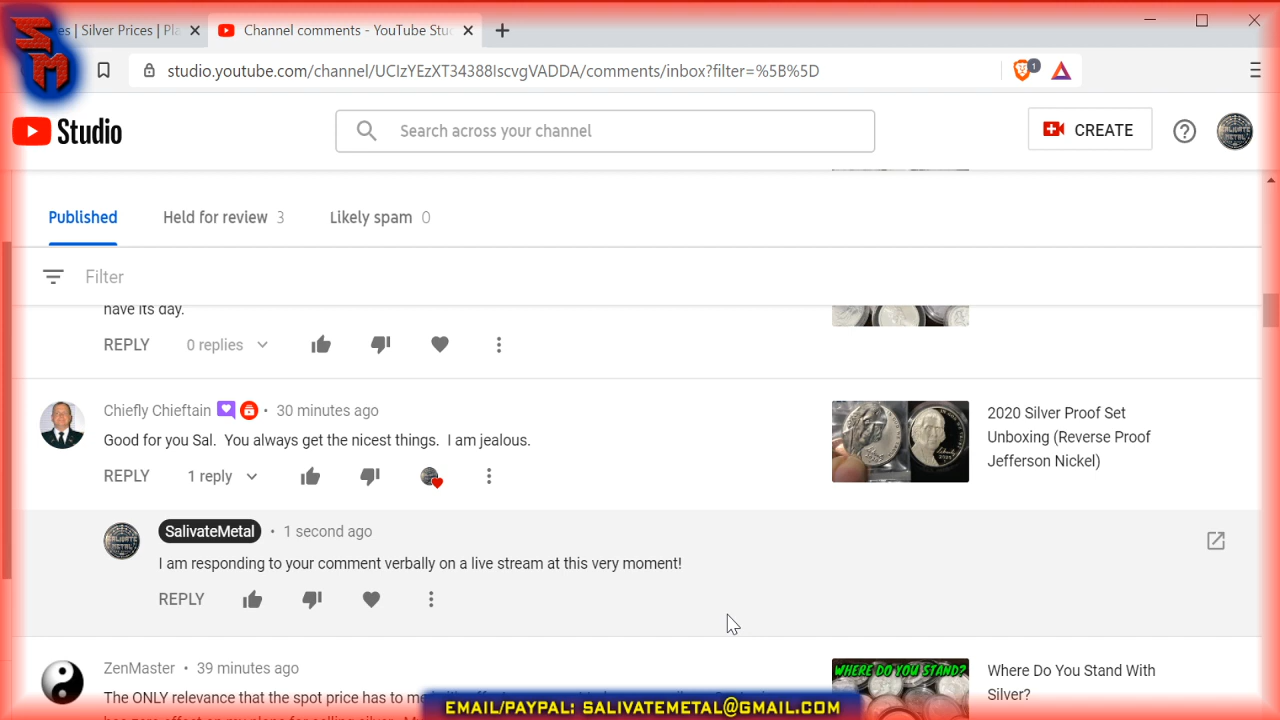 SM
es | Silver Prices | Pla
Channel comments - YouTube Stu
studio.youtube.com/channel/UCIzYEzXT34388IscvgVADDA/comments/inbox?filter=%5B%5D
1
Studio
Search across your channel
CREATE
Published
Held for review 3
Likely spam 0
Filter
have its day.
REPLY 0 replies
Chiefly Chieftain • 30 minutes ago
Good for you Sal. You always get the nicest things. I am jealous.
REPLY 1 reply
2020 Silver Proof Set
Unboxing (Reverse Proof
Jefferson Nickel)
SalivateMetal • 1 second ago
I am responding to your comment verbally on a live stream at this very moment!
REPLY
ZenMaster • 39 minutes ago
The ONLY relevance that the spot price has to me
WHERE DO YOU STAND?
Where Do You Stand With
Silver?
EMAIL/PAYPAL: SALIVATEMETAL@GMAIL.COM